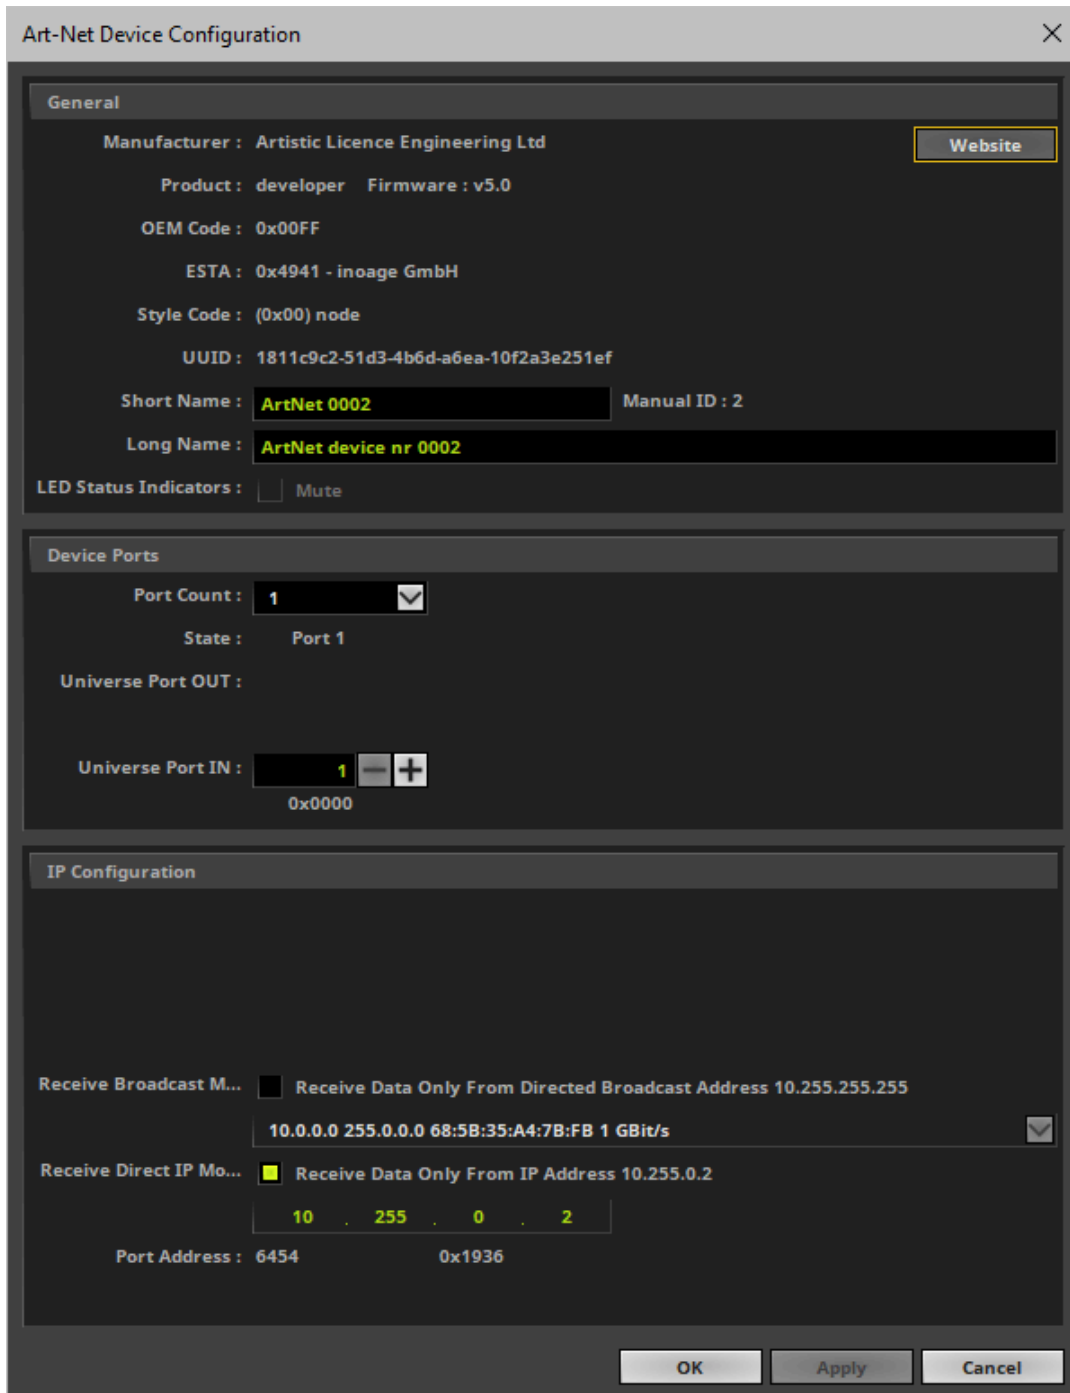 Art-Net Device Configuration
General
Manufacturer : Artistic Licence Engineering Ltd
Website
Product : developer Firmware : v5.0
OEM Code : 0x00FF
ESTA : 0x4941 - inoage GmbH
Style Code : (0x00) node
UUID : 1811c9c2-51d3-4b6d-a6ea-10f2a3e251ef
Short Name : ArtNet 0002 Manual ID : 2
Long Name : ArtNet device nr 0002
LED Status Indicators : Mute
Device Ports
Port Count : 1
State : Port 1
Universe Port OUT :
Universe Port IN : 1
0x0000
IP Configuration
Receive Broadcast M... Receive Data Only From Directed Broadcast Address 10.255.255.255
10.0.0.0 255.0.0.0 68:5B:35:A4:7B:FB 1 GBit/s
Receive Direct IP Mo... Receive Data Only From IP Address 10.255.0.2
10 . 255 . 0 . 2
Port Address : 6454 0x1936
OK Apply Cancel